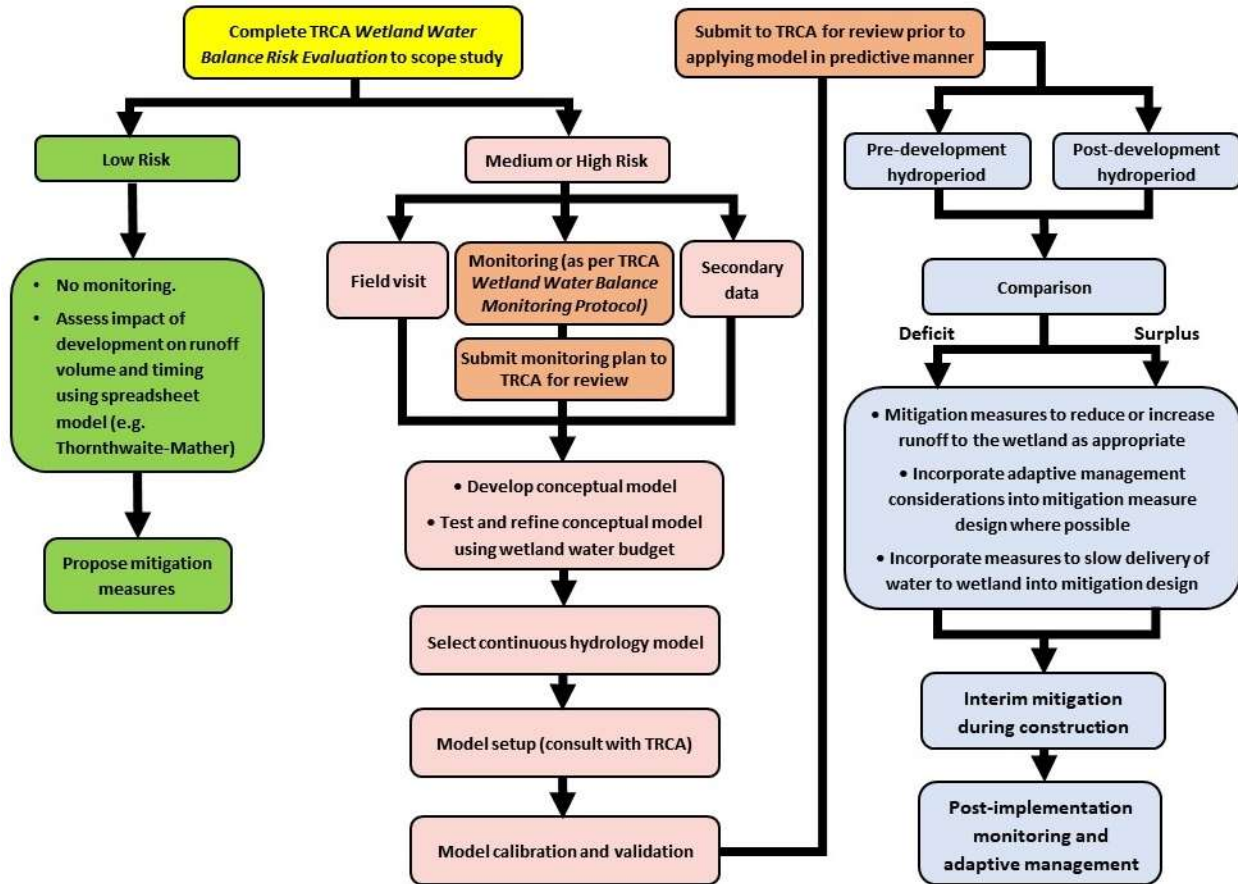 Complete TRCA Wetland Water
Balance Risk Evaluation to scope study
Low Risk
• No monitoring.
• Assess impact of
development on runoff
volume and timing
using spreadsheet
model (e.g.
Thornthwaite-Mather)
Propose mitigation
measures
Medium or High Risk
Field visit
Monitoring (as per TRCA
Wetland Water Balance
Monitoring Protocol)
Submit monitoring plan to
TRCA for review
Secondary
data
• Develop conceptual model
• Test and refine conceptual model
using wetland water budget
Select continuous hydrology model
Model setup (consult with TRCA)
Model calibration and validation
Submit to TRCA for review prior to
applying model in predictive manner
Pre-development
hydroperiod
Post-development
hydroperiod
Comparison
Deficit
Surplus
• Mitigation measures to reduce or increase
runoff to the wetland as appropriate
• Incorporate adaptive management
considerations into mitigation measure
design where possible
• Incorporate measures to slow delivery of
water to wetland into mitigation design
Interim mitigation
during construction
Post-implementation
monitoring and
adaptive management